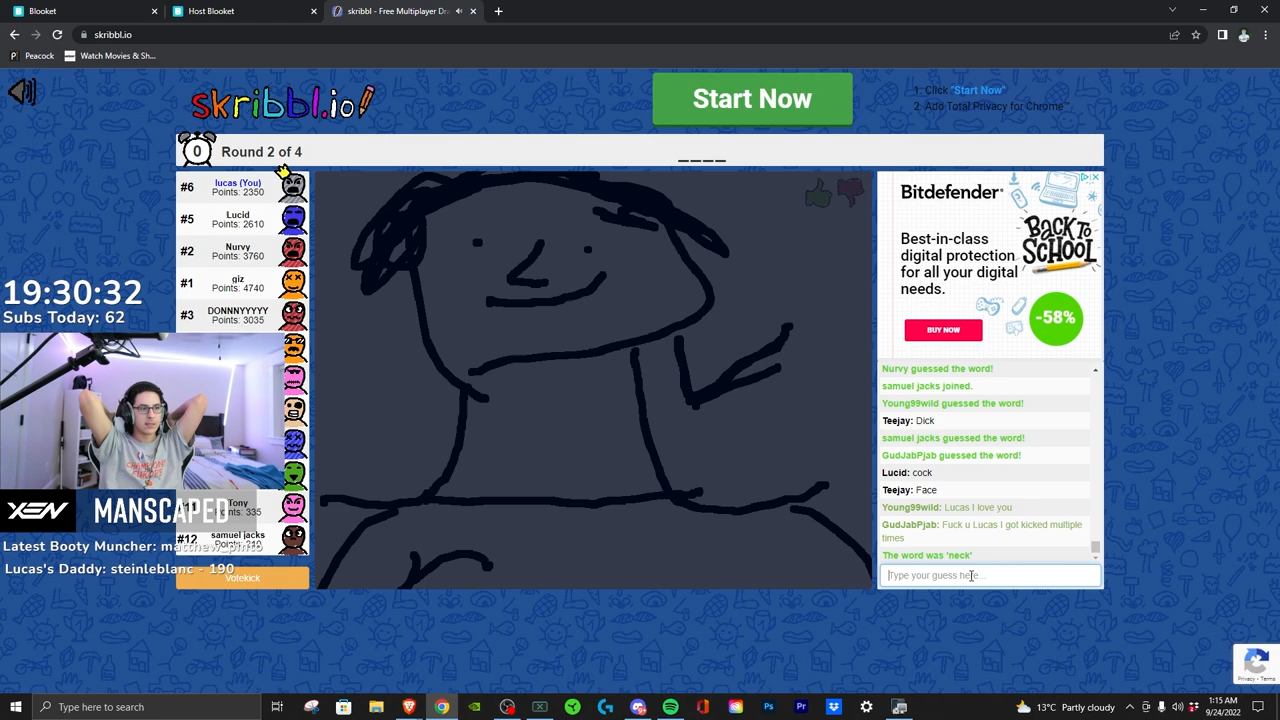 Blooket
Host Blooket
skribbl - Free Multiplayer Dr
skribbl.io
Peacock
Watch Movies & Sh...
skribbl.io
Start Now
1. Click "Start Now"
2. Add Total Privacy for Chrome™
0
Round 2 of 4
____
#6
lucas (You)
Points: 2350
#5
Lucid
Points: 2610
#2
Nurvy
Points: 3760
#1
giz
Points: 4740
#3
DONNNYYYYY
Points: 3035
19:30:32
Subs Today: 62
XEN
MANSCAPED
Tony
Points: 335
#12
samuel jacks
Latest Booty Muncher:
Lucas's Daddy: steinleblanc - 190
Votekick
Bitdefender
BACK TO
SCHOOL
Best-in-class
digital protection
for all your digital
needs.
-58%
BUY NOW
Nurvy guessed the word!
samuel jacks joined.
Young99wild guessed the word!
Teejay: Dick
samuel jacks guessed the word!
GudJabPjab guessed the word!
Lucid: cock
Teejay: Face
Young99wild: Lucas I love you
GudJabPjab: Fuck u Lucas I got kicked multiple
times
The word was 'neck'
Type your guess here...
Privacy - Terms
Type here to search
13°C Partly cloudy
1:15 AM
9/24/2022